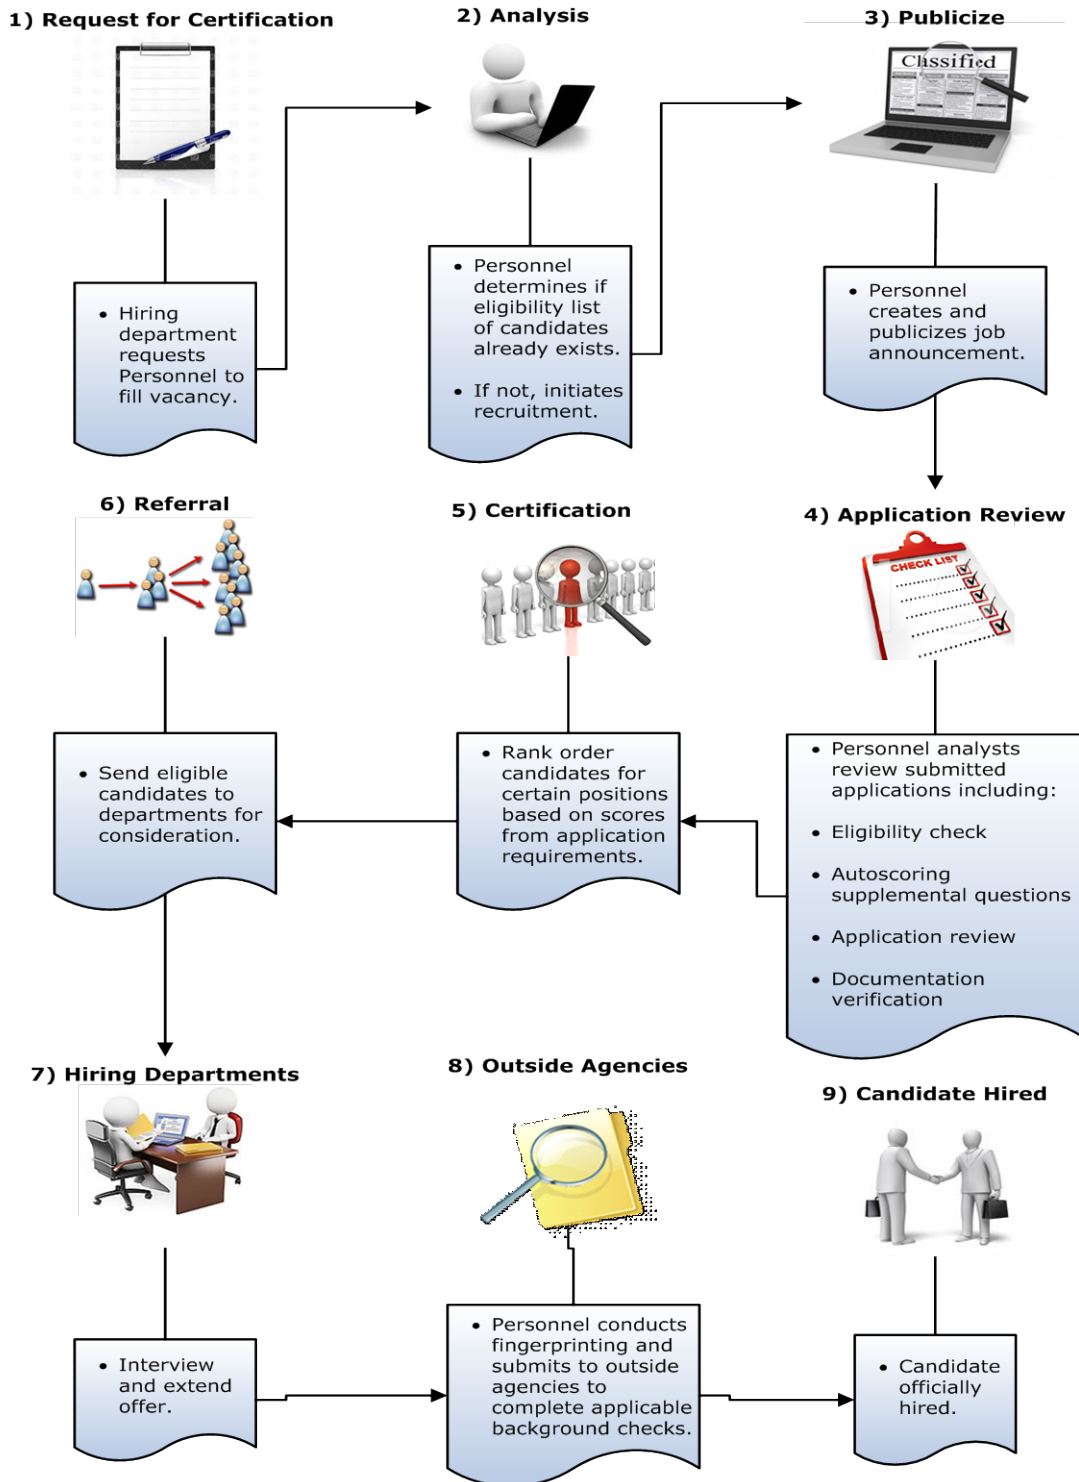 1) Request for Certification
2) Analysis
3) Publicize
Classified
• Hiring
department
requests
Personnel to
fill vacancy.
• Personnel
determines if
eligibility list
of candidates
already exists.
• If not, initiates
recruitment.
• Personnel
creates and
publicizes job
announcement.
6) Referral
5) Certification
4) Application Review
CHECK LIST
• Send eligible
candidates to
departments for
consideration.
• Rank order
candidates for
certain positions
based on scores
from application
requirements.
• Personnel analysts
review submitted
applications including:
• Eligibility check
• Autoscoring
supplemental questions
• Application review
• Documentation
verification
7) Hiring Departments
8) Outside Agencies
9) Candidate Hired
• Interview
and extend
offer.
• Personnel conducts
fingerprinting and
submits to outside
agencies to
complete applicable
background checks.
• Candidate
officially
hired.